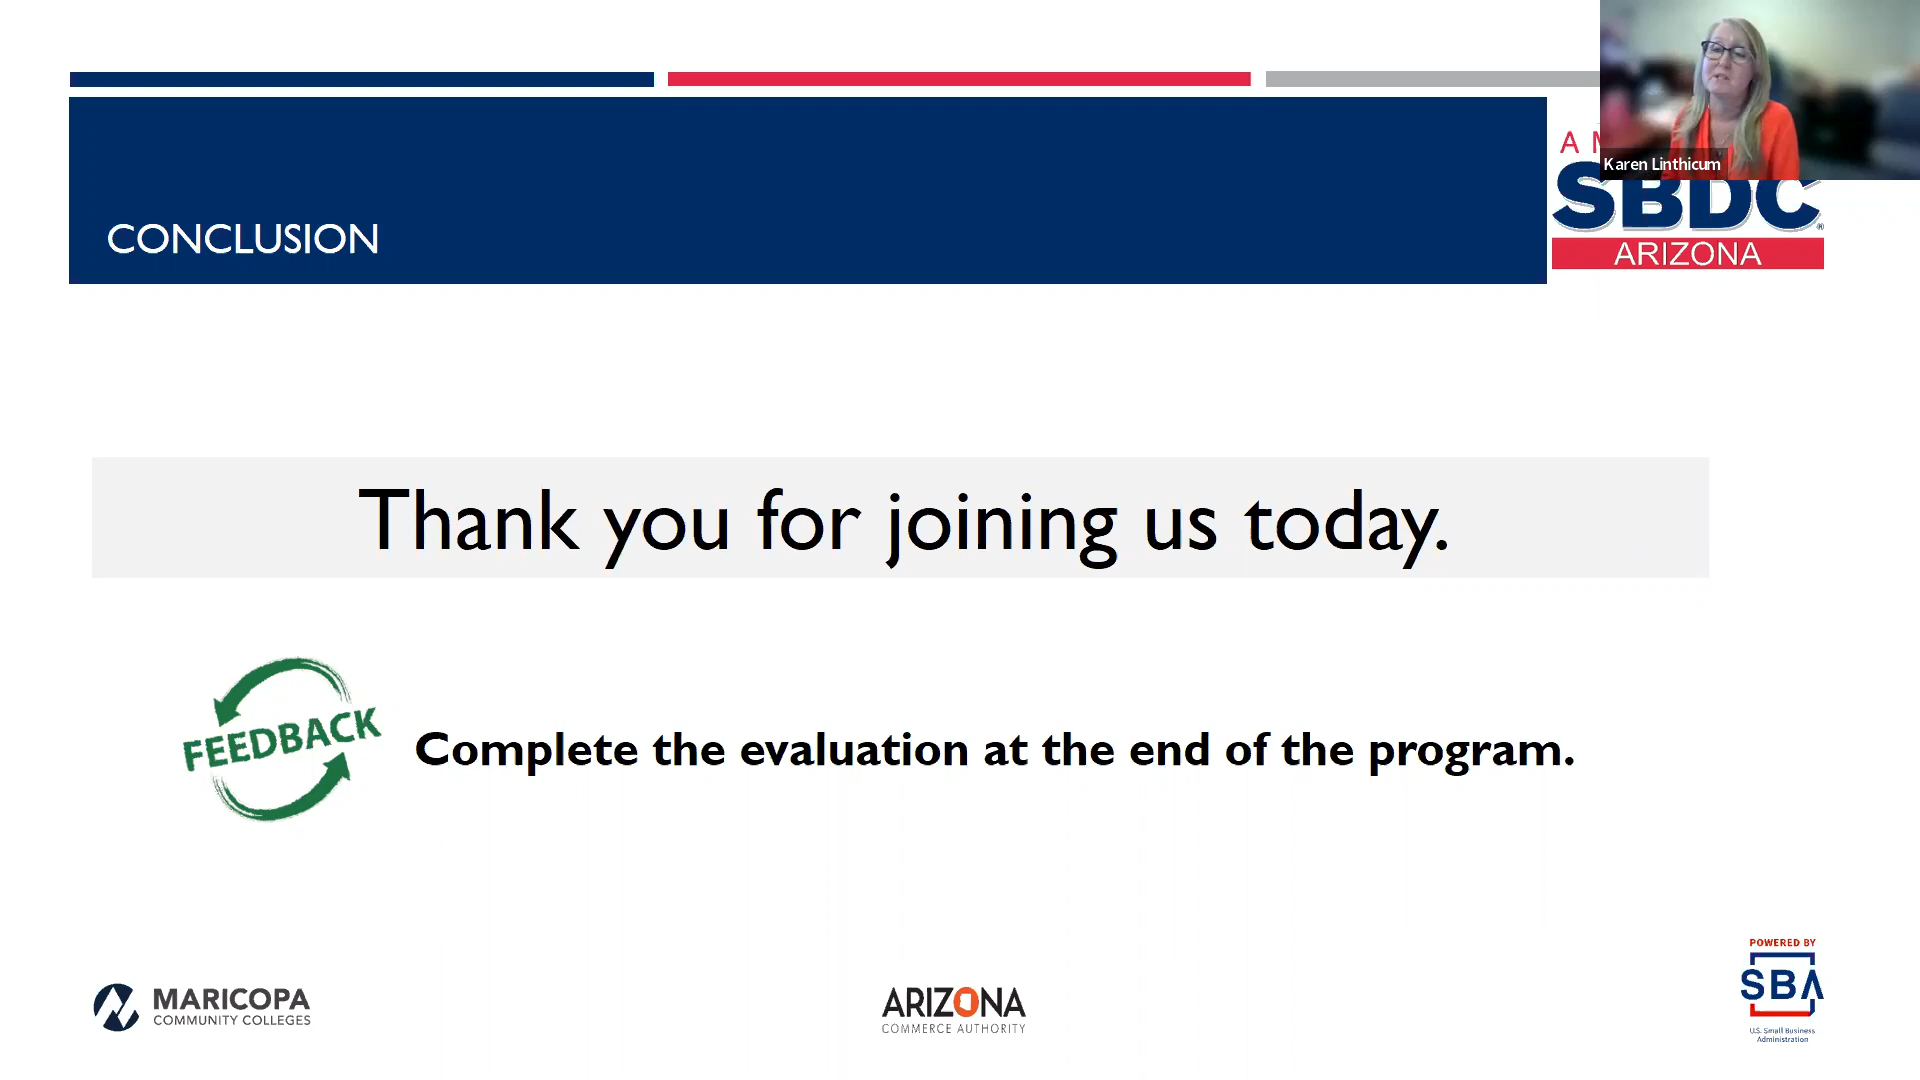 Karen Linthicum
SBDC
ARIZONA
CONCLUSION
Thank you for joining us today.
FEEDBACK
Complete the evaluation at the end of the program.
MARICOPA
COMMUNITY COLLEGES
ARIZONA
COMMERCE AUTHORITY
POWERED BY
SBA
U.S. Small Business
Administration